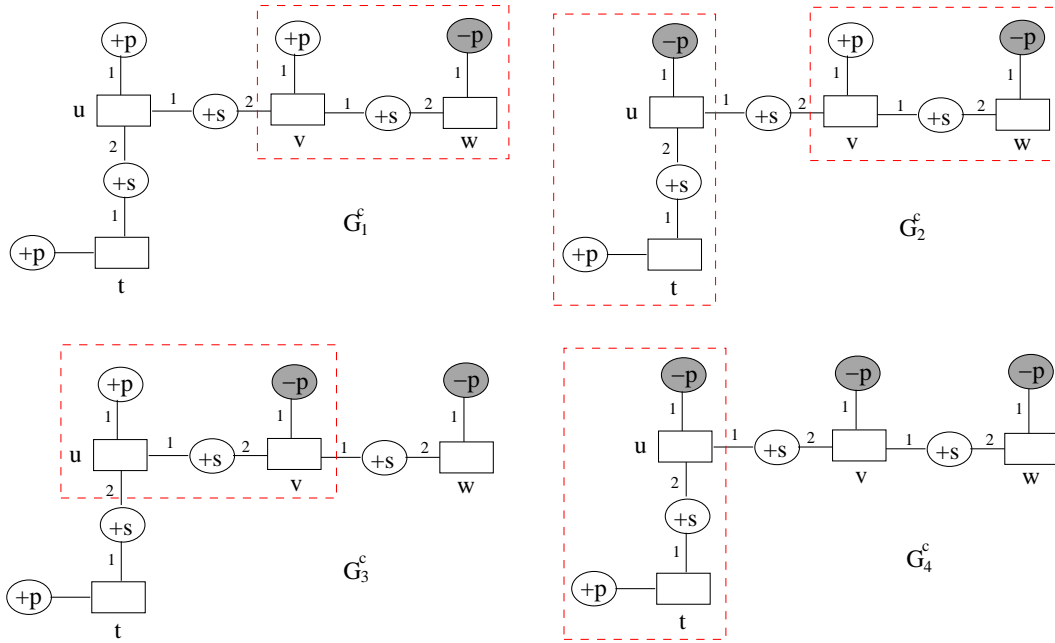 +p +p −p
1 1 1
u 1 +s 2 1 +s 2
v w
2
+s
1
G₁ᶜ
+p
t
−p +p −p
1 1 1
u 1 +s 2 1 +s 2
v w
2
+s
1
G₂ᶜ
+p
t
+p −p −p
1 1 1
u 1 +s 2 1 +s 2
v w
2
+s
1
G₃ᶜ
+p
t
−p −p −p
1 1 1
u 1 +s 2 1 +s 2
v w
2
+s
1
G₄ᶜ
+p
t